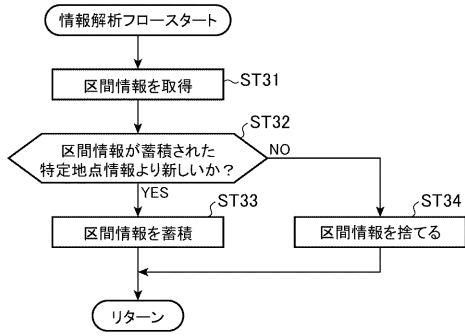 情報解析フロースタート
区間情報を取得
ST31
区間情報が蓄積された
特定地点情報より新しいか？
ST32
NO
YES
区間情報を蓄積
ST33
区間情報を捨てる
ST34
リターン